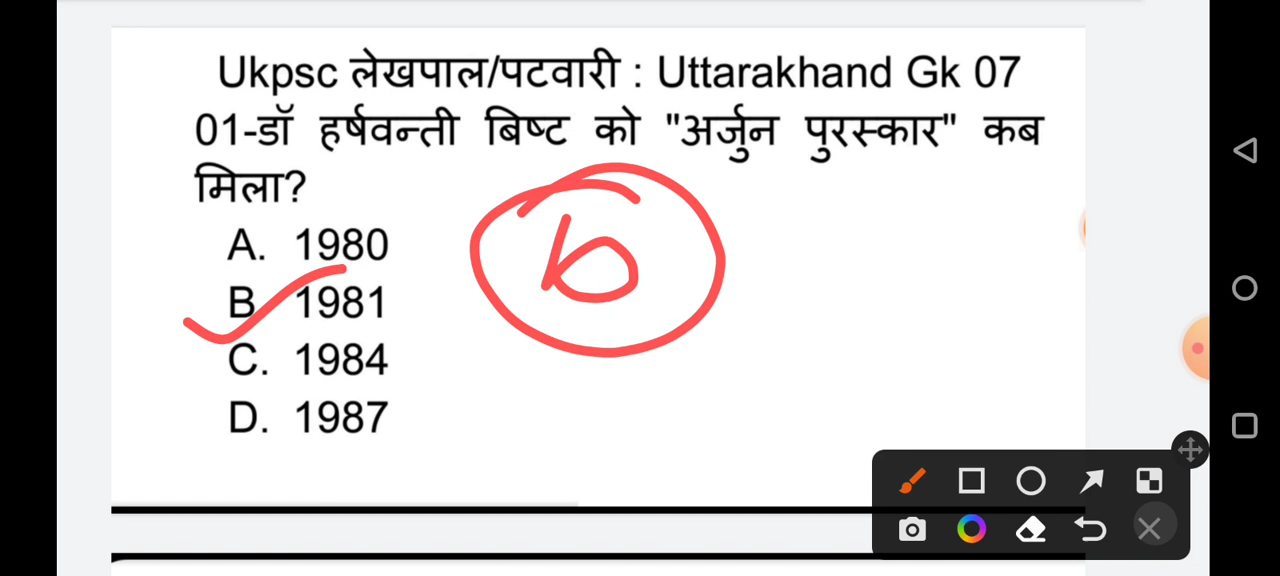 Ukpsc लेखपाल/पटवारी : Uttarakhand Gk 07
01-डॉ हर्षवन्ती बिष्ट को "अर्जुन पुरस्कार" कब
मिला?
A. 1980
B 1981
C. 1984
D. 1987
b